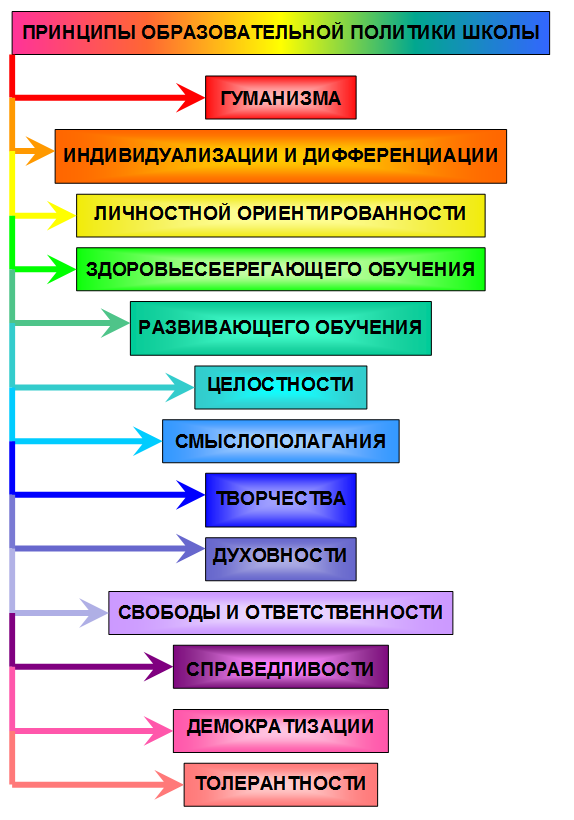 ПРИНЦИПЫ ОБРАЗОВАТЕЛЬНОЙ ПОЛИТИКИ ШКОЛЫ
ГУМАНИЗМА
ИНДИВИДУАЛИЗАЦИИ И ДИФФЕРЕНЦИАЦИИ
ЛИЧНОСТНОЙ ОРИЕНТИРОВАННОСТИ
ЗДОРОВЬЕСБЕРЕГАЮЩЕГО ОБУЧЕНИЯ
РАЗВИВАЮЩЕГО ОБУЧЕНИЯ
ЦЕЛОСТНОСТИ
СМЫСЛОПОЛАГАНИЯ
ТВОРЧЕСТВА
ДУХОВНОСТИ
СВОБОДЫ И ОТВЕТСТВЕННОСТИ
СПРАВЕДЛИВОСТИ
ДЕМОКРАТИЗАЦИИ
ТОЛЕРАНТНОСТИ